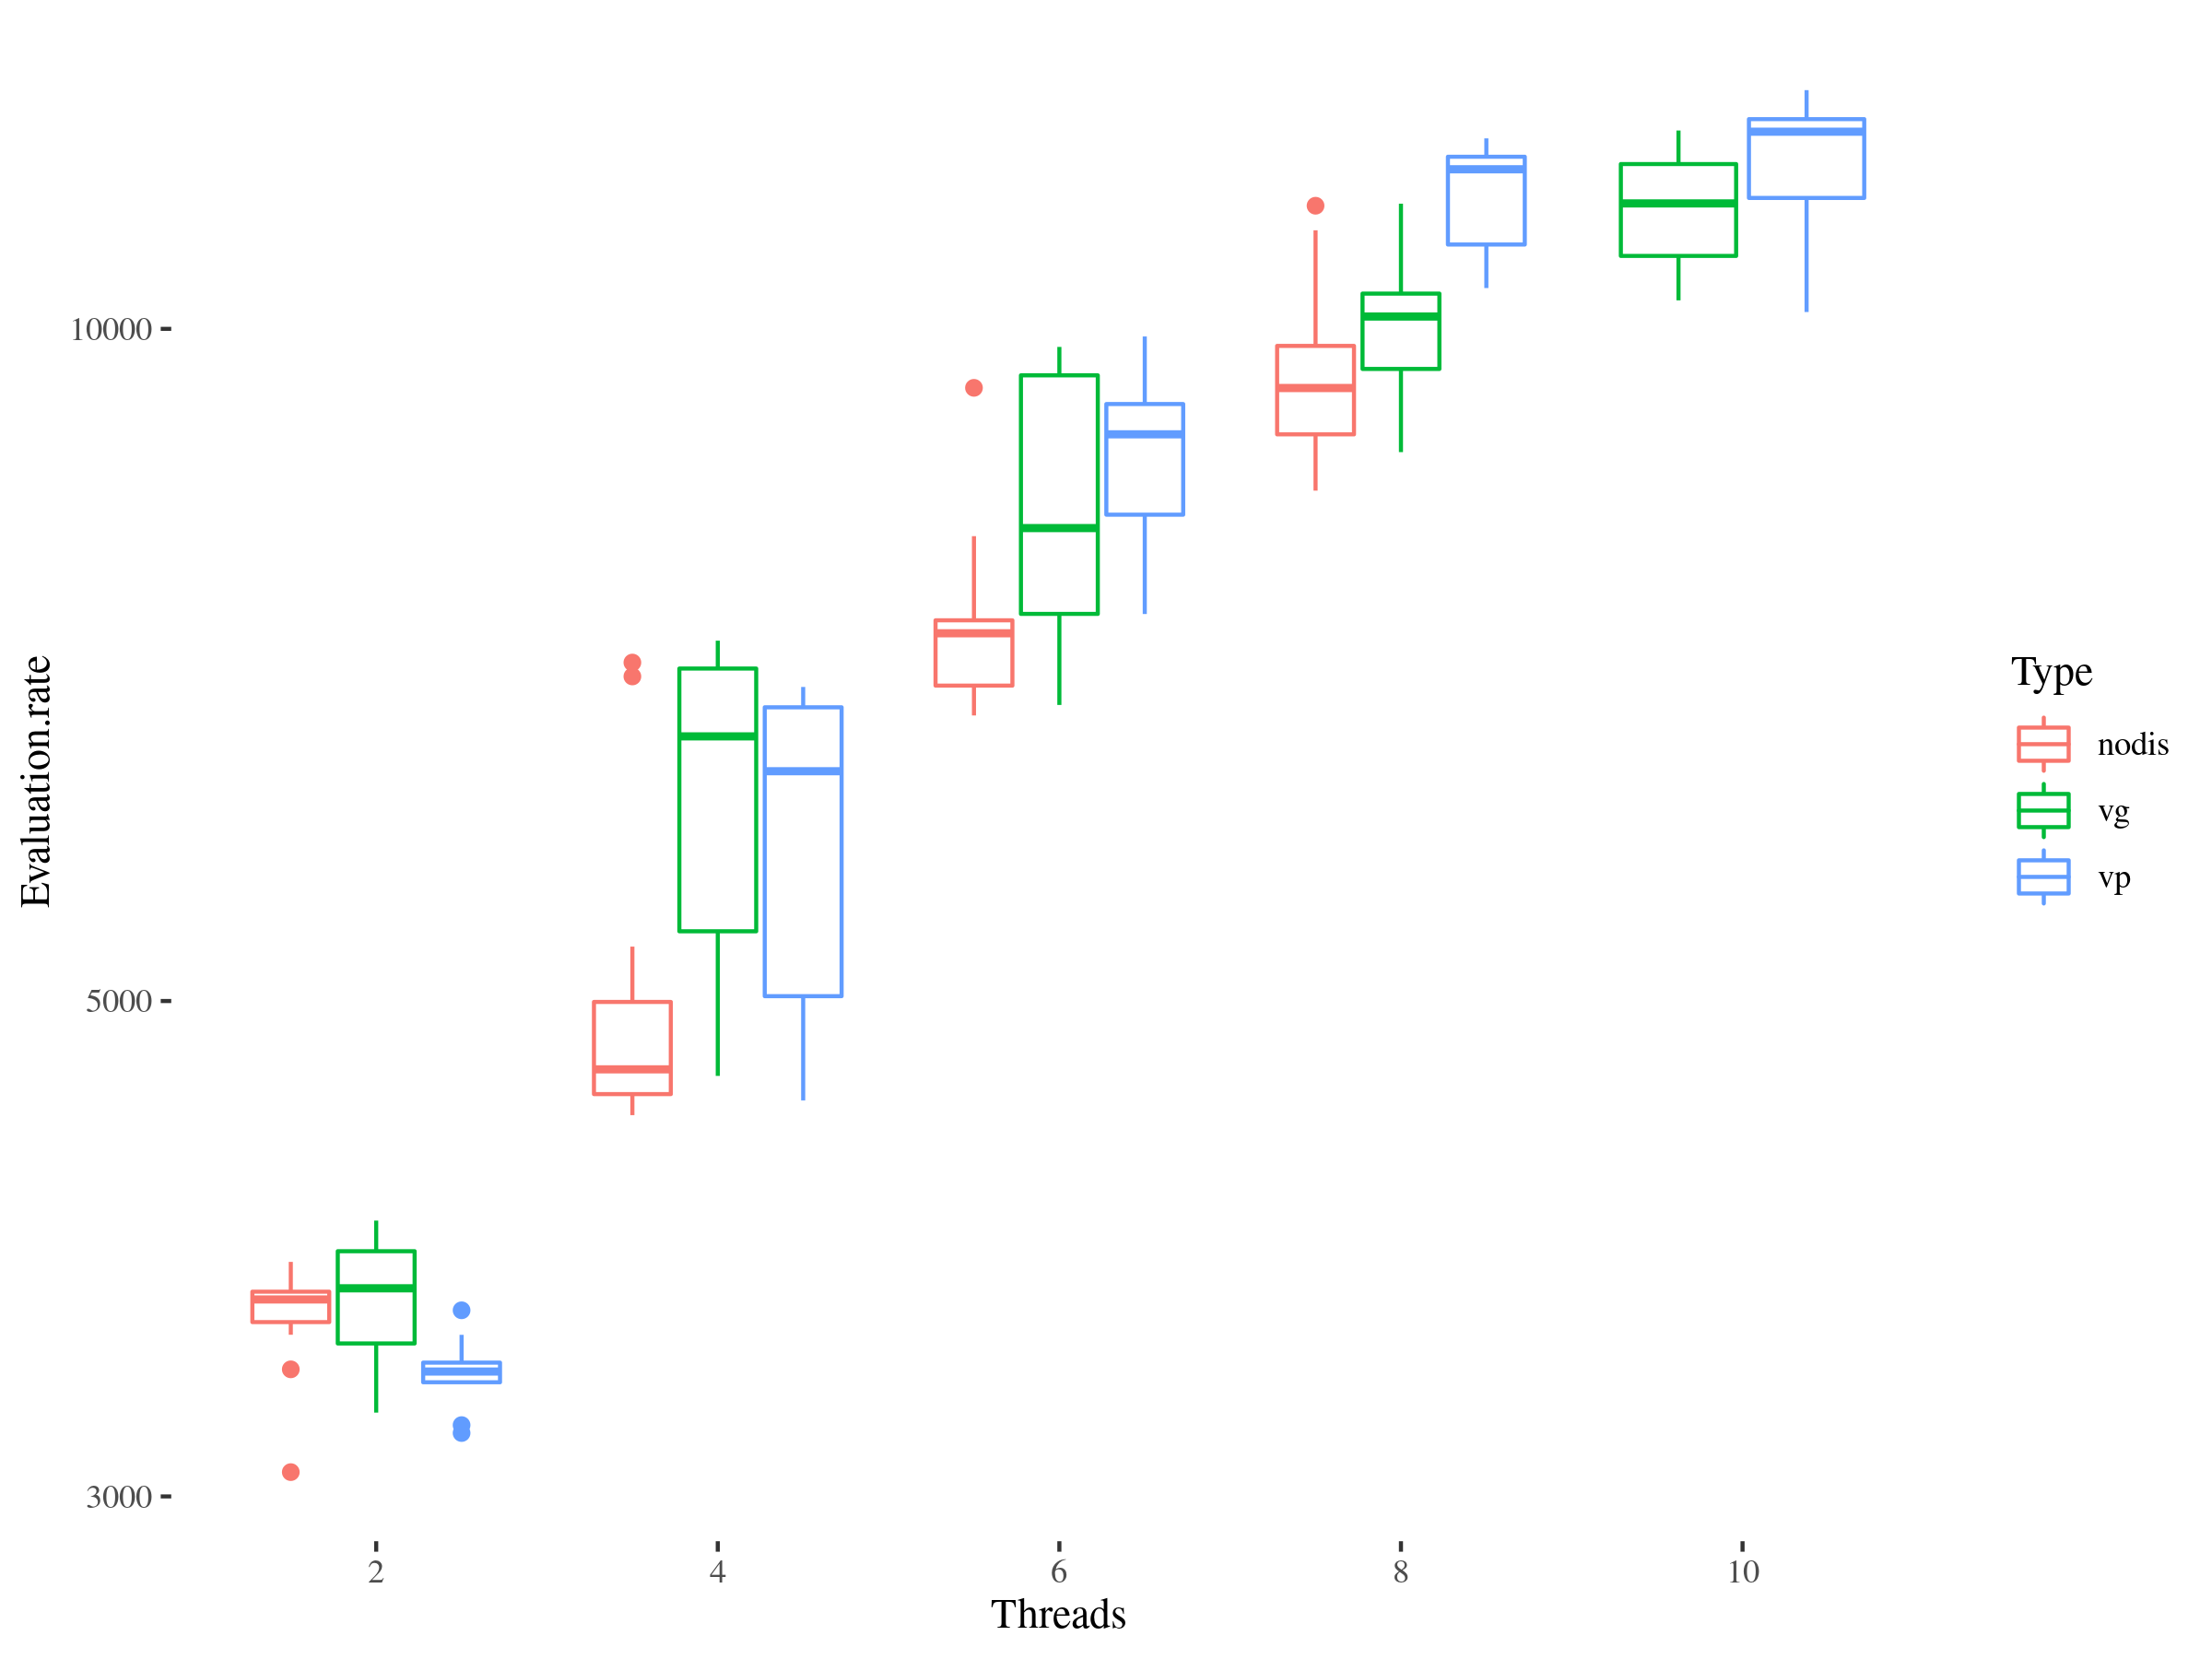 Evaluation.rate
10000
5000
3000
2 4 6 8 10
Threads
Type
nodis
vg
vp